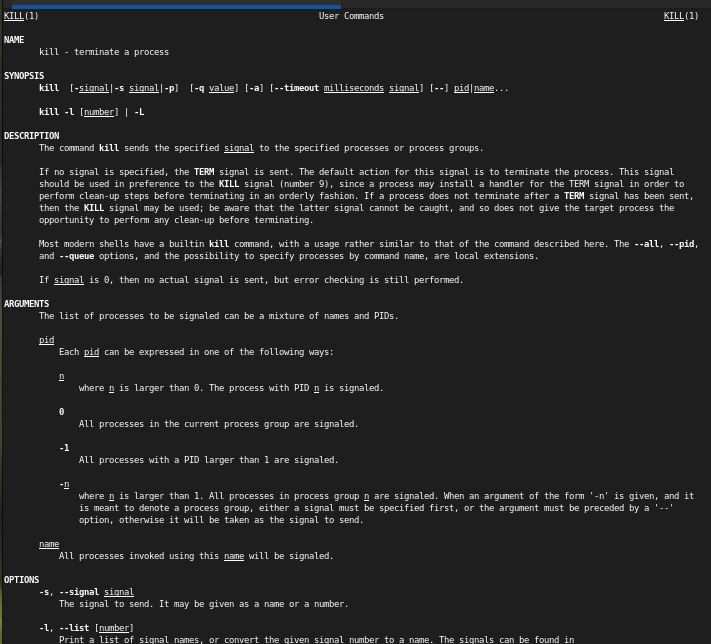 KILL(1) User Commands KILL(1)
NAME
kill - terminate a process
SYNOPSIS
kill [-signal|-s signal|-p] [-q value] [-a] [--timeout milliseconds signal] [--] pid|name...
kill -l [number] | -L
DESCRIPTION
The command kill sends the specified signal to the specified processes or process groups.
If no signal is specified, the TERM signal is sent. The default action for this signal is to terminate the process. This signal
should be used in preference to the KILL signal (number 9), since a process may install a handler for the TERM signal in order to
perform clean-up steps before terminating in an orderly fashion. If a process does not terminate after a TERM signal has been sent,
then the KILL signal may be used; be aware that the latter signal cannot be caught, and so does not give the target process the
opportunity to perform any clean-up before terminating.
Most modern shells have a builtin kill command, with a usage rather similar to that of the command described here. The --all, --pid,
and --queue options, and the possibility to specify processes by command name, are local extensions.
If signal is 0, then no actual signal is sent, but error checking is still performed.
ARGUMENTS
The list of processes to be signaled can be a mixture of names and PIDs.
pid
Each pid can be expressed in one of the following ways:
n
where n is larger than 0. The process with PID n is signaled.
0
All processes in the current process group are signaled.
-1
All processes with a PID larger than 1 are signaled.
-n
where n is larger than 1. All processes in process group n are signaled. When an argument of the form '-n' is given, and it
is meant to denote a process group, either a signal must be specified first, or the argument must be preceded by a '--'
option, otherwise it will be taken as the signal to send.
name
All processes invoked using this name will be signaled.
OPTIONS
-s, --signal signal
The signal to send. It may be given as a name or a number.
-l, --list [number]
Print a list of signal names, or convert the given signal number to a name. The signals can be found in